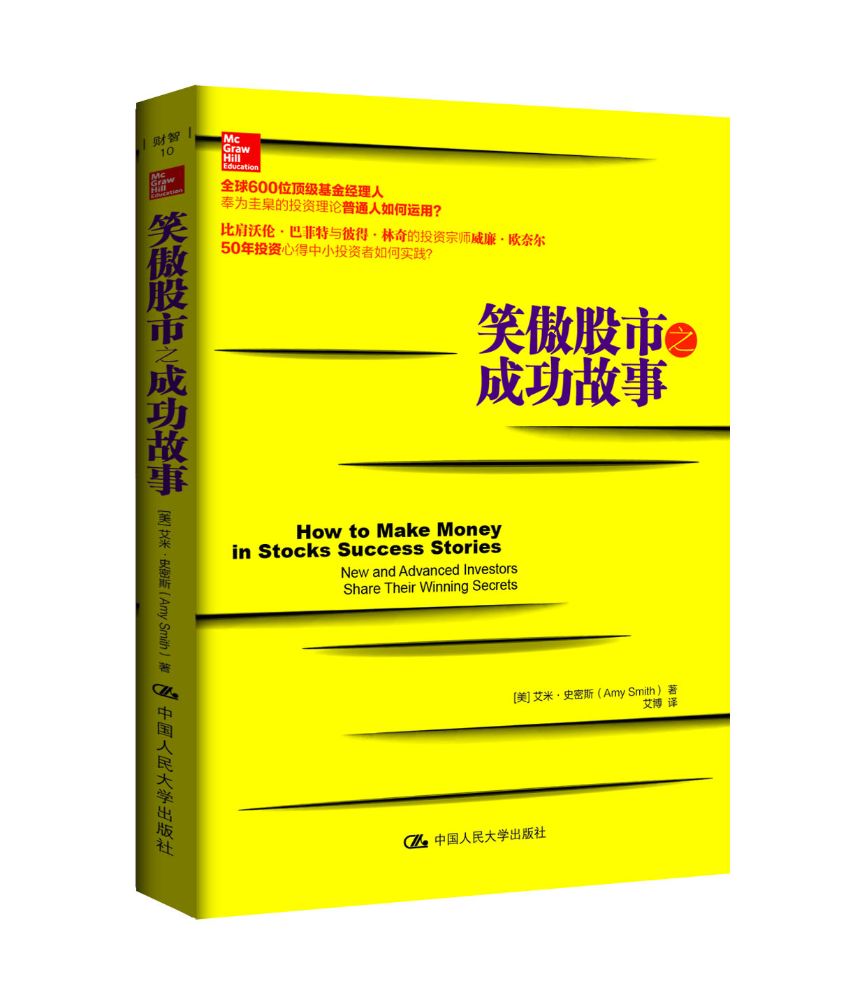 财智
10
Mc
Graw
Hill
Education
笑傲股市之成功故事
[美] 艾米·史密斯（Amy Smith）著
中国人民大学出版社
Mc
Graw
Hill
Education
全球600位顶级基金经理人
奉为圭臬的投资理论普通人如何运用？
比肩沃伦·巴菲特与彼得·林奇的投资宗师威廉·欧奈尔
50年投资心得中小投资者如何实践？
笑傲股市之
成功故事
How to Make Money
in Stocks Success Stories
New and Advanced Investors
Share Their Winning Secrets
[美] 艾米·史密斯（Amy Smith）著
艾博 译
中国人民大学出版社